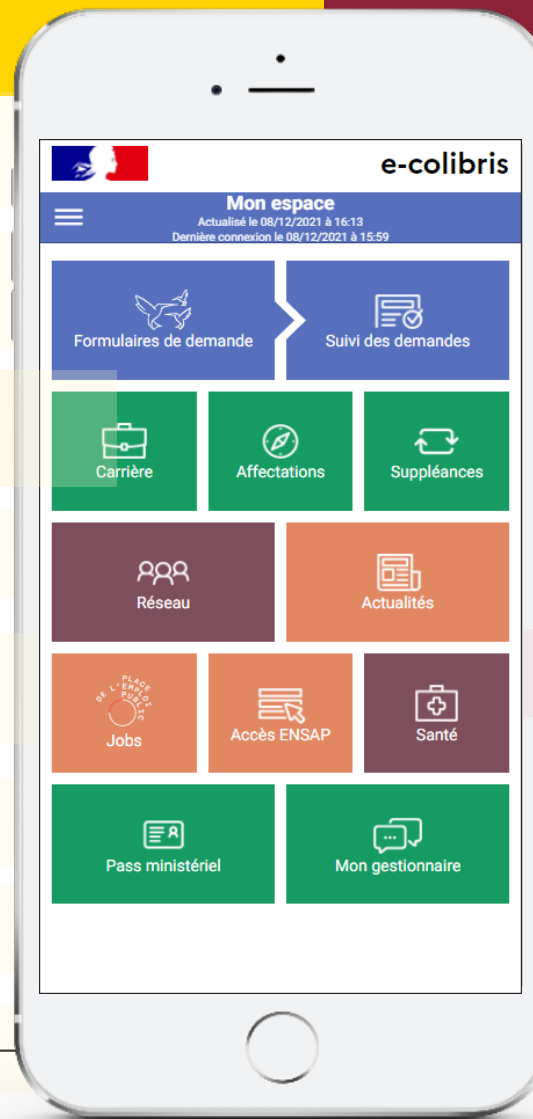 e-colibris
Mon espace
Actualisé le 08/12/2021 à 16:13
Dernière connexion le 08/12/2021 à 15:59
Formulaires de demande
Suivi des demandes
Carrière
Affectations
Suppléances
Réseau
Actualités
PLACE
DE L'EMPLOI
PUBLIC
Jobs
Accès ENSAP
Santé
Pass ministériel
Mon gestionnaire